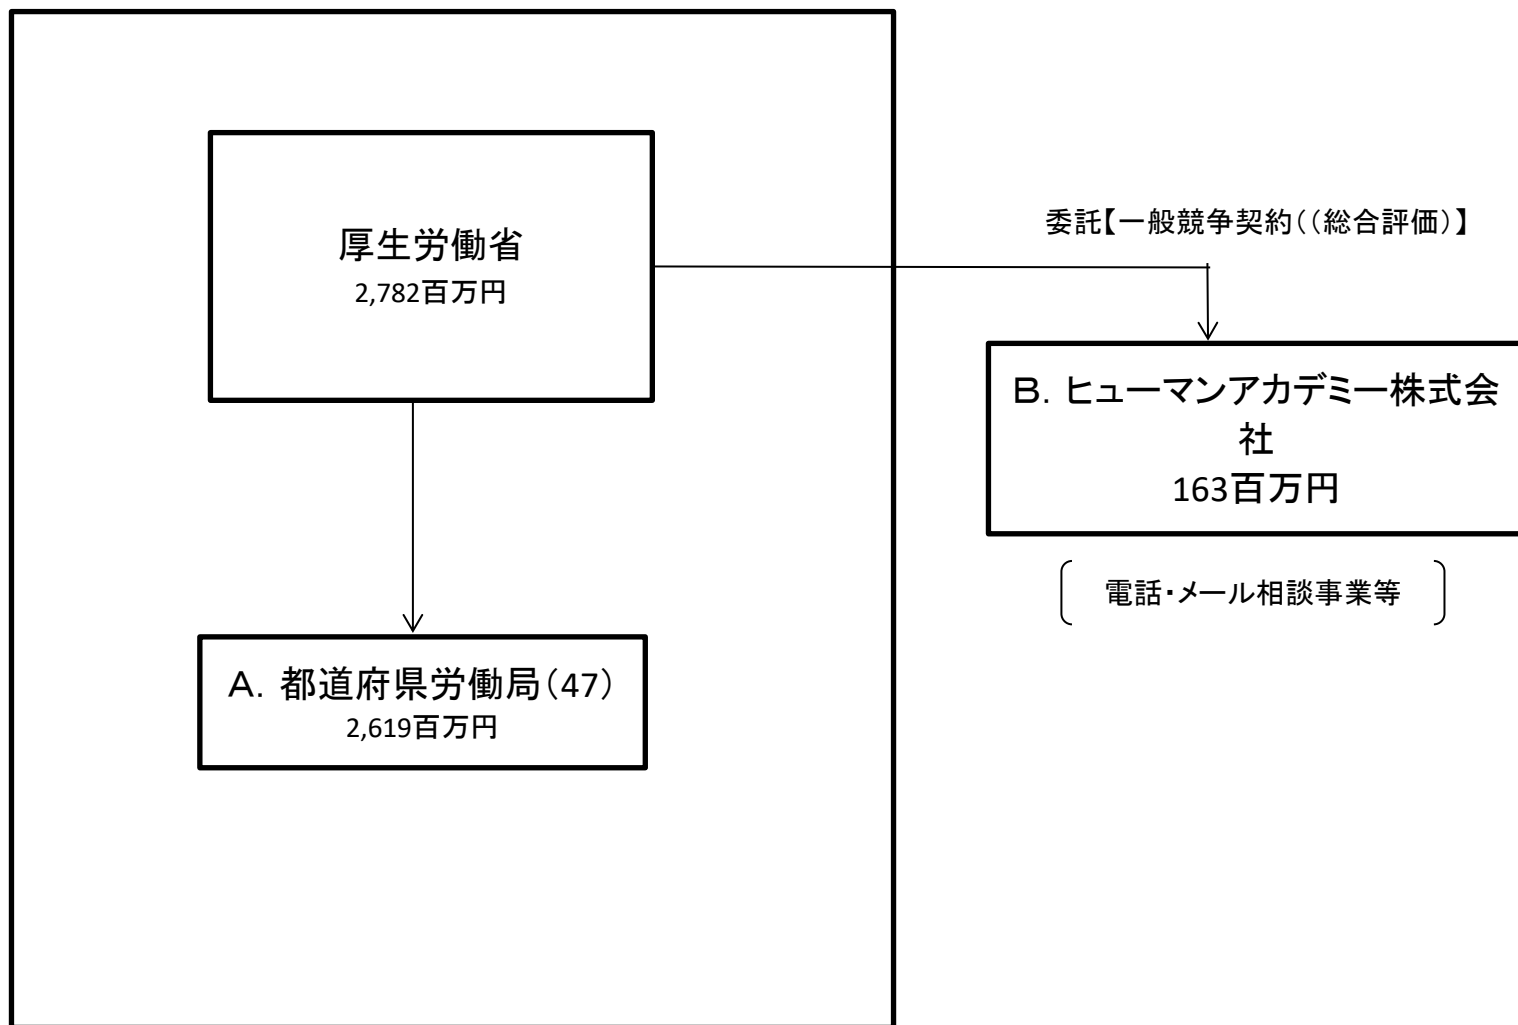 厚生労働省
2,782百万円
委託【一般競争契約((総合評価)】
B. ヒューマンアカデミー株式会
社
163百万円
電話・メール相談事業等
A. 都道府県労働局(47)
2,619百万円